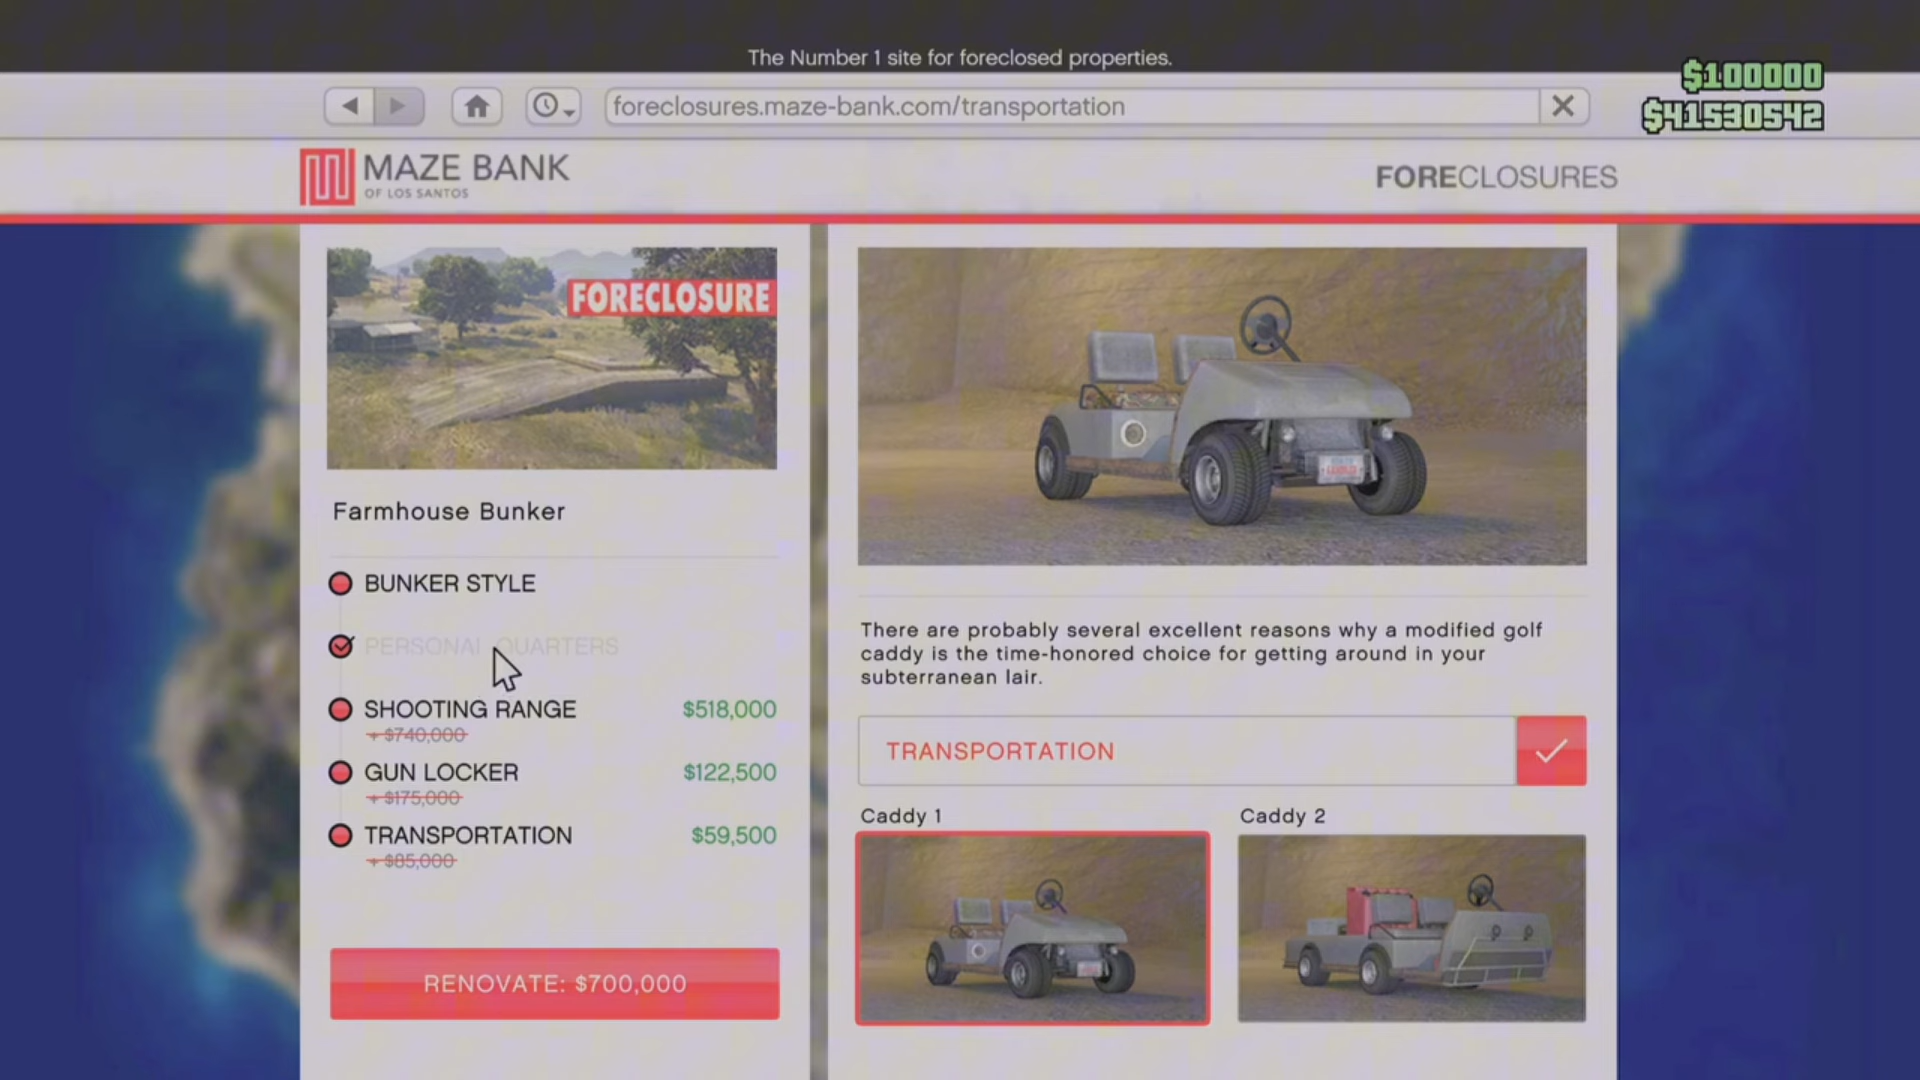 The Number 1 site for foreclosed properties.
$100000
foreclosures.maze-bank.com/transportation
$41530542
MAZE BANK
OF LOS SANTOS
FORECLOSURES
FORECLOSURE
Farmhouse Bunker
BUNKER STYLE
PERSONAL QUARTERS
SHOOTING RANGE $518,000
+ $740,000
GUN LOCKER $122,500
+ $175,000
TRANSPORTATION $59,500
+ $85,000
RENOVATE: $700,000
There are probably several excellent reasons why a modified golf
caddy is the time-honored choice for getting around in your
subterranean lair.
TRANSPORTATION
Caddy 1
Caddy 2